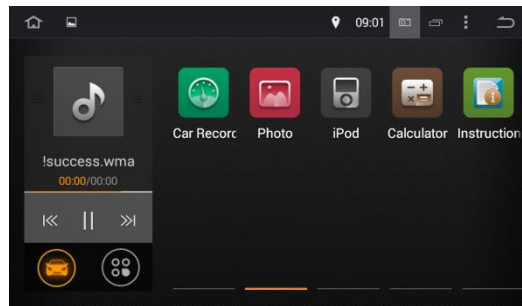 09:01
Car Recorc
Photo
iPod
Calculator
Instruction
!success.wma
00:00/00:00